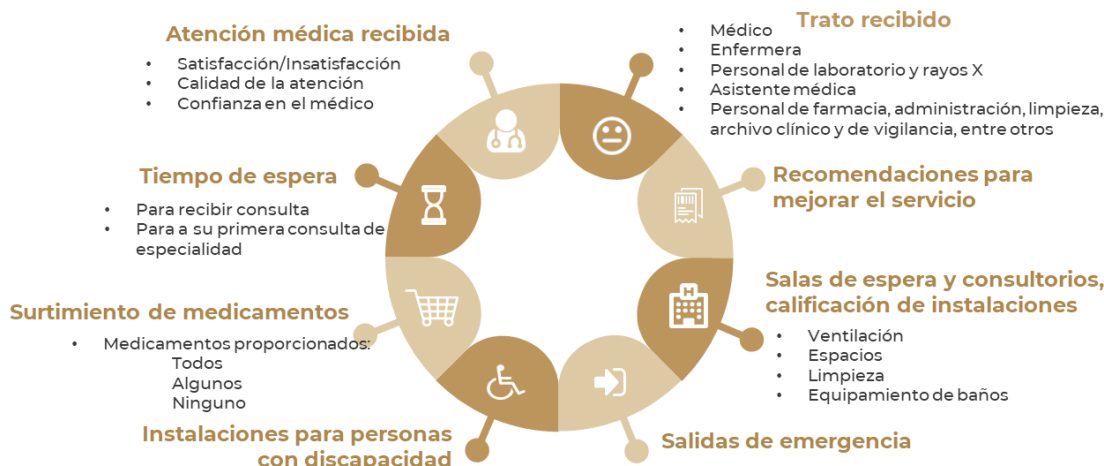 Atención médica recibida
• Satisfacción/Insatisfacción
• Calidad de la atención
• Confianza en el médico
Trato recibido
• Médico
• Enfermera
• Personal de laboratorio y rayos X
• Asistente médica
• Personal de farmacia, administración, limpieza,
archivo clínico y de vigilancia, entre otros
Tiempo de espera
• Para recibir consulta
• Para a su primera consulta de
especialidad
Recomendaciones para
mejorar el servicio
Surtimiento de medicamentos
• Medicamentos proporcionados:
Todos
Algunos
Ninguno
Salas de espera y consultorios,
calificación de instalaciones
• Ventilación
• Espacios
• Limpieza
• Equipamiento de baños
Instalaciones para personas
con discapacidad
Salidas de emergencia
H